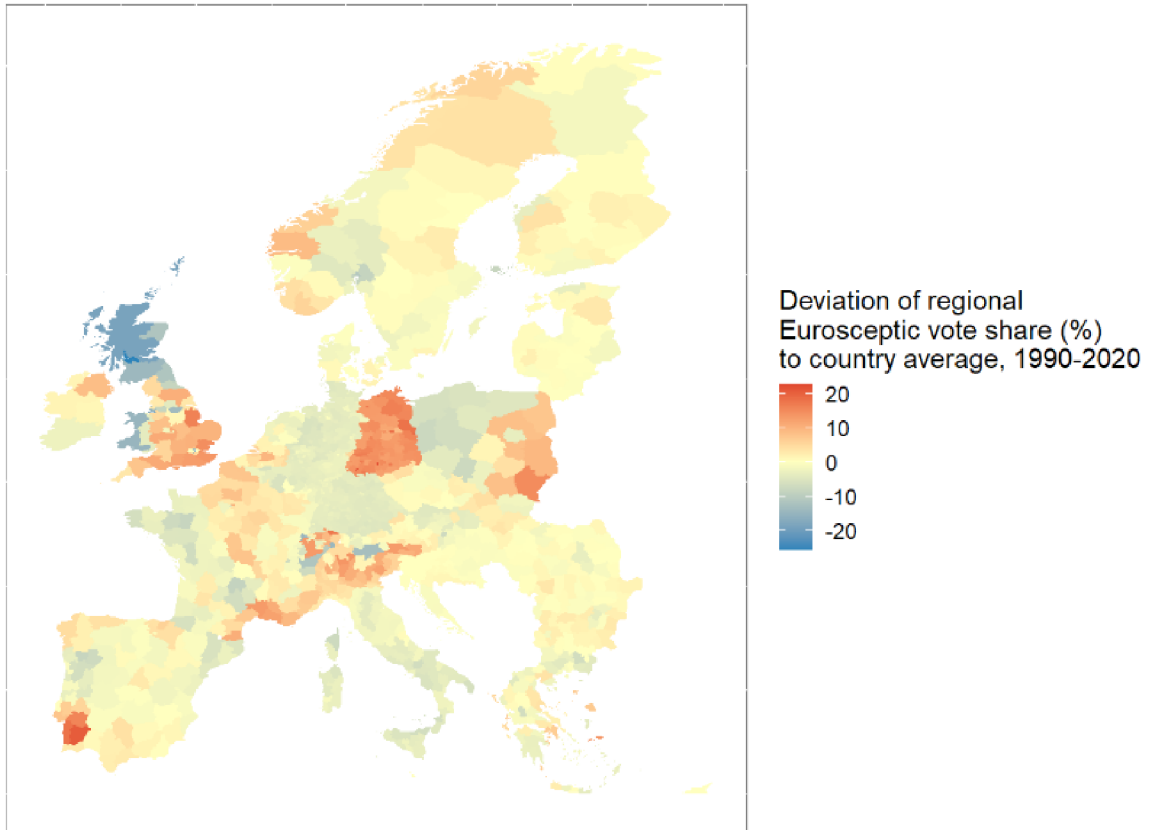 Deviation of regional
Eurosceptic vote share (%)
to country average, 1990-2020
20
10
0
-10
-20